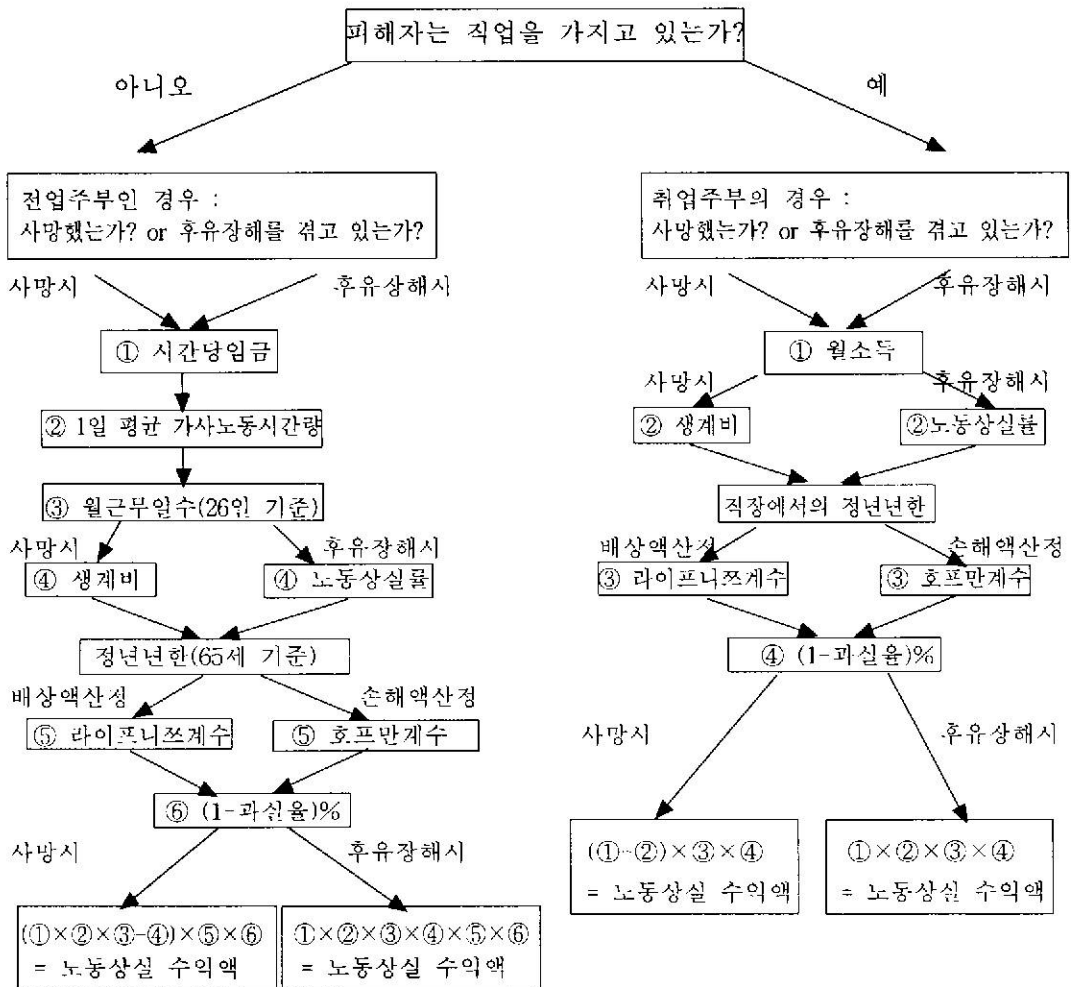 피해자는 직업을 가지고 있는가?
아니오
예
전업주부인 경우 :
사망했는가? or 후유장해를 겪고 있는가?
사망시
후유장해시
① 시간당임금
② 1일 평균 가사노동시간량
③ 월근무일수(26일 기준)
사망시
후유장해시
④ 생계비
④ 노동상실률
정년년한(65세 기준)
배상액산정
손해액산정
⑤ 라이프니쯔계수
⑤ 호프만계수
⑥ (1-과실율)%
사망시
후유장해시
(①×②×③-④)×⑤×⑥
= 노동상실 수익액
①×②×③×④×⑤×⑥
= 노동상실 수익액
취업주부의 경우 :
사망했는가? or 후유장해를 겪고 있는가?
사망시
후유장해시
① 월소득
사망시
후유장해시
② 생계비
②노동상실률
직장에서의 정년년한
배상액산정
손해액산정
③ 라이프니쯔계수
③ 호프만계수
④ (1-과실율)%
사망시
후유장해시
(①-②)×③×④
= 노동상실 수익액
①×②×③×④
= 노동상실 수익액